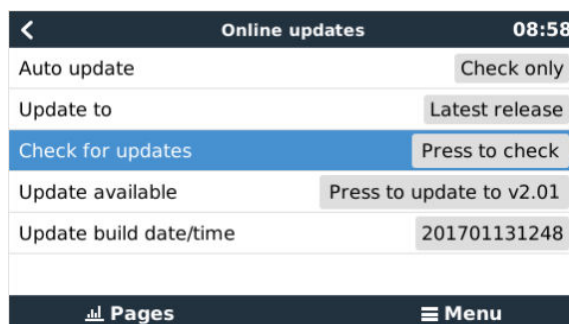 Online updates 08:58
Auto update Check only
Update to Latest release
Check for updates Press to check
Update available Press to update to v2.01
Update build date/time 201701131248
Pages Menu